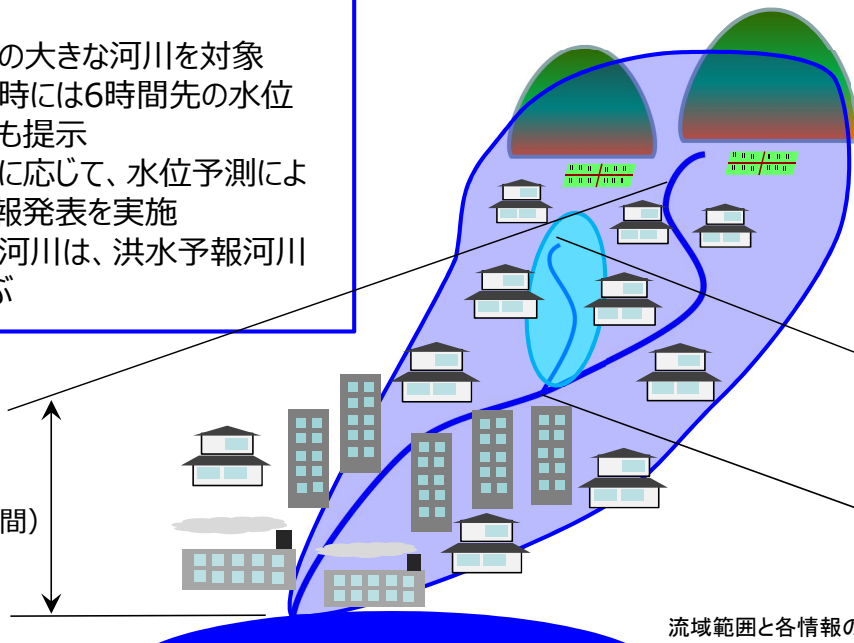 の大きな河川を対象
時には6時間先の水位
も提示
に応じて、水位予測によ
報発表を実施
河川は、洪水予報河川
ぶ
間）
流域範囲と各情報の